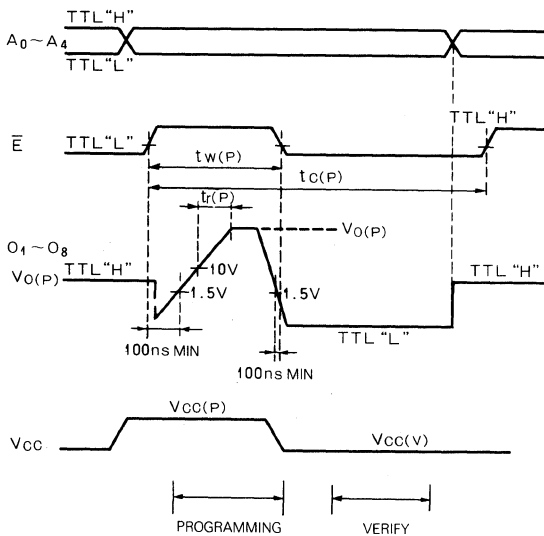 TTL“H”
A0~A4
TTL“L”
TTL“H”
E̅ TTL“L”
tw(P)
tc(P)
tr(P)
VO(P)
O1~O8
VO(P) TTL“H” TTL“H”
10V
1.5V 1.5V
TTL“L”
100ns MIN
100ns MIN
VCC(P)
VCC VCC(V)
PROGRAMMING VERIFY